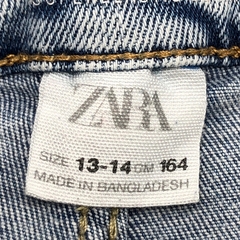 ZARA
SIZE 13-14 CM 164
MADE IN BANGLADESH